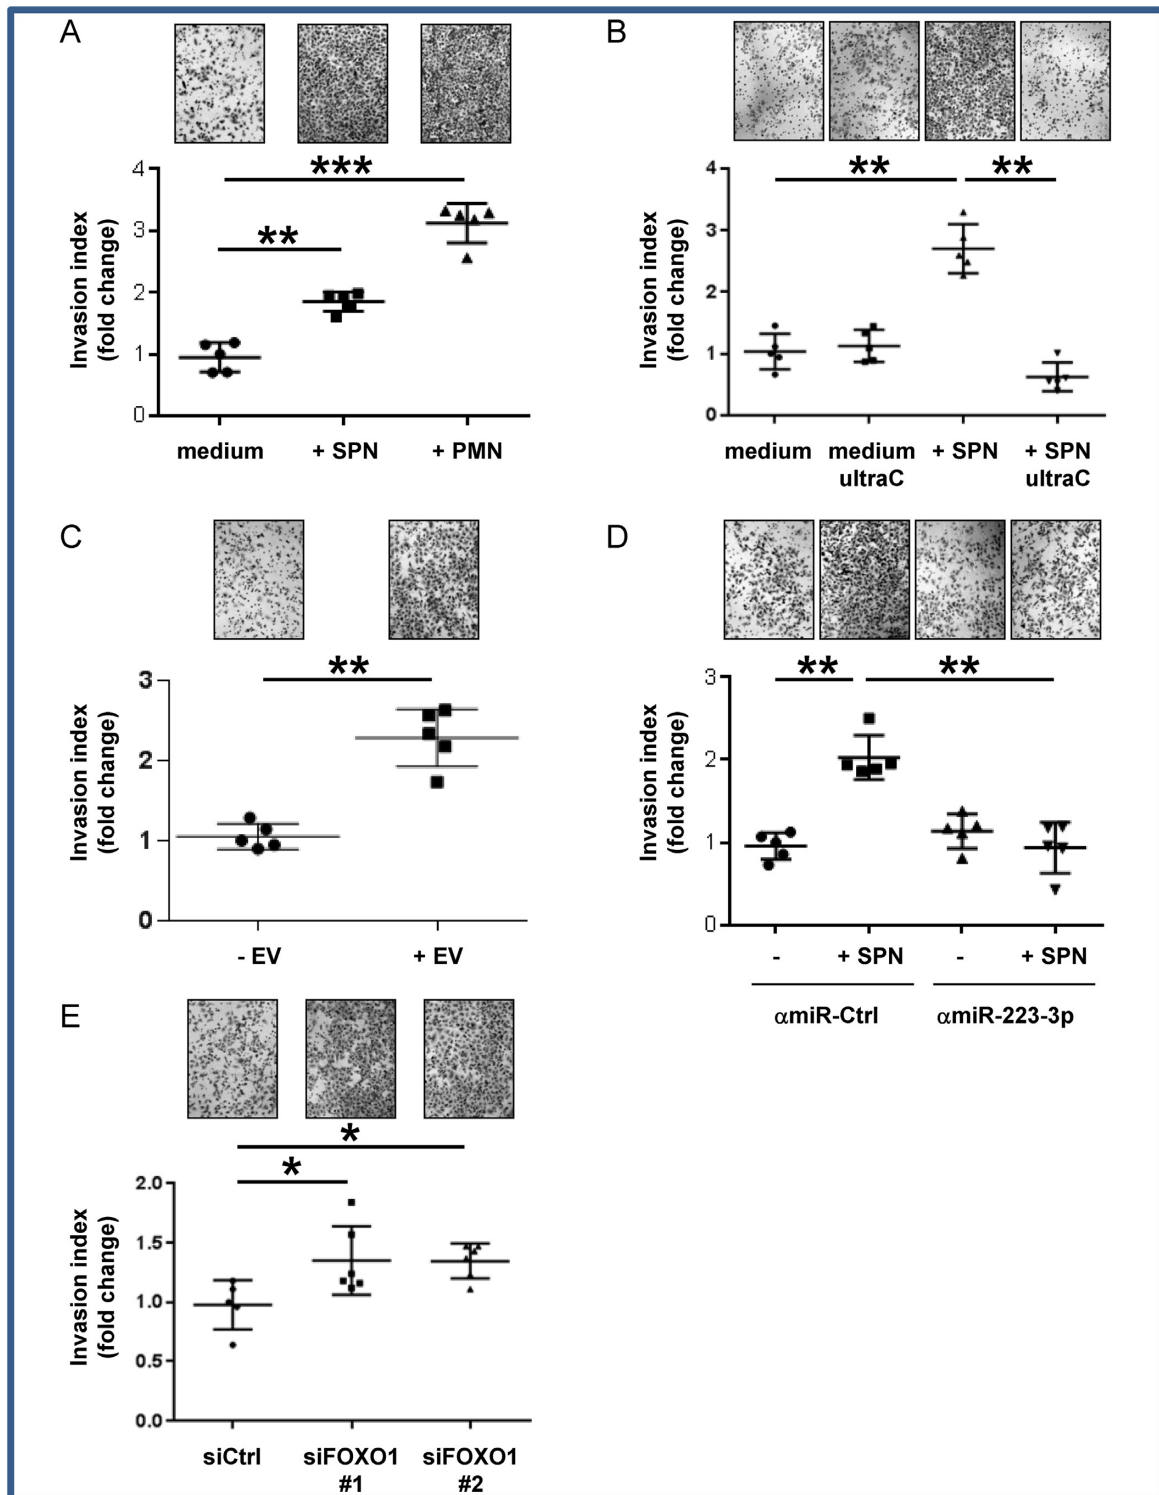 A
***
**
4
3
2
1
0
Invasion index
(fold change)
medium
+ SPN
+ PMN
B
**
**
4
3
2
1
0
Invasion index
(fold change)
medium
medium
ultraC
+ SPN
+ SPN
ultraC
C
**
3
2
1
0
Invasion index
(fold change)
- EV
+ EV
D
**
**
3
2
1
0
Invasion index
(fold change)
-
+ SPN
-
+ SPN
αmiR-Ctrl
αmiR-223-3p
E
*
*
2.0
1.5
1.0
0.5
0.0
Invasion index
(fold change)
siCtrl
siFOXO1
#1
siFOXO1
#2